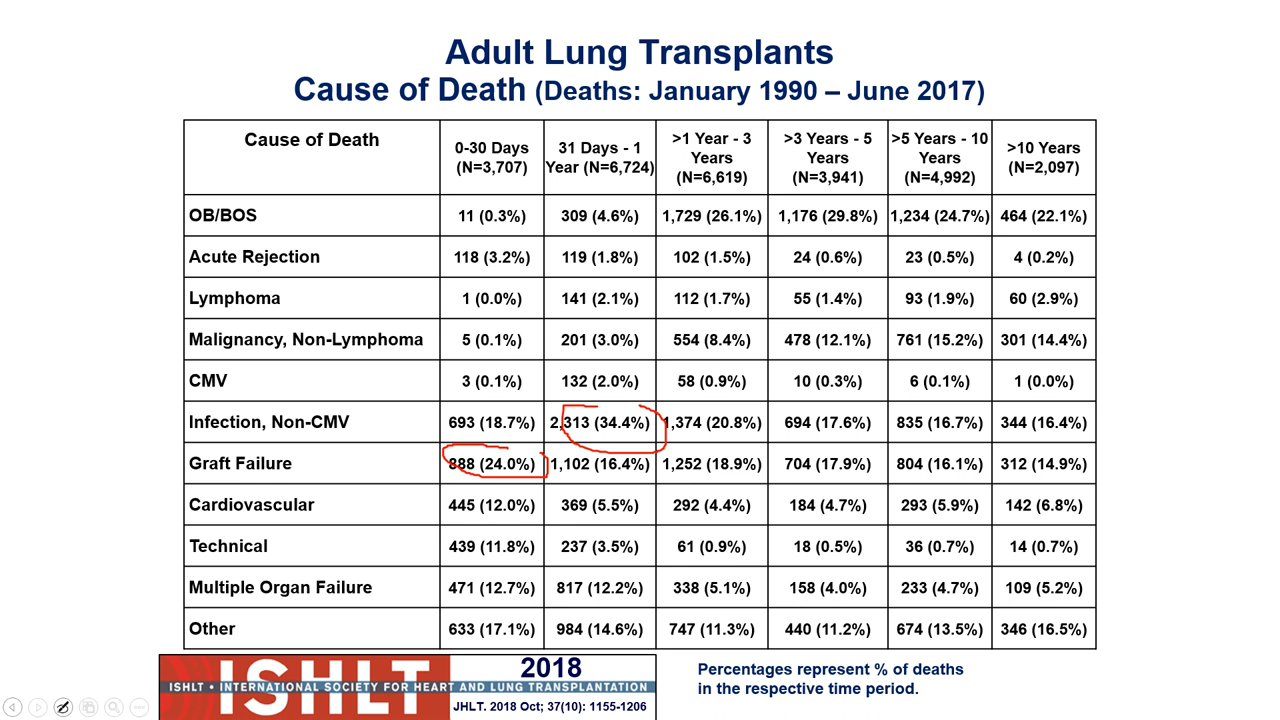 Adult Lung Transplants
Cause of Death (Deaths: January 1990 – June 2017)
Cause of Death
0-30 Days
(N=3,707)
31 Days - 1
Year (N=6,724)
>1 Year - 3
Years
(N=6,619)
>3 Years - 5
Years
(N=3,941)
>5 Years - 10
Years
(N=4,992)
>10 Years
(N=2,097)
OB/BOS 11 (0.3%) 309 (4.6%) 1,729 (26.1%) 1,176 (29.8%) 1,234 (24.7%) 464 (22.1%)
Acute Rejection 118 (3.2%) 119 (1.8%) 102 (1.5%) 24 (0.6%) 23 (0.5%) 4 (0.2%)
Lymphoma 1 (0.0%) 141 (2.1%) 112 (1.7%) 55 (1.4%) 93 (1.9%) 60 (2.9%)
Malignancy, Non-Lymphoma 5 (0.1%) 201 (3.0%) 554 (8.4%) 478 (12.1%) 761 (15.2%) 301 (14.4%)
CMV 3 (0.1%) 132 (2.0%) 58 (0.9%) 10 (0.3%) 6 (0.1%) 1 (0.0%)
Infection, Non-CMV 693 (18.7%) 2,313 (34.4%) 1,374 (20.8%) 694 (17.6%) 835 (16.7%) 344 (16.4%)
Graft Failure 888 (24.0%) 1,102 (16.4%) 1,252 (18.9%) 704 (17.9%) 804 (16.1%) 312 (14.9%)
Cardiovascular 445 (12.0%) 369 (5.5%) 292 (4.4%) 184 (4.7%) 293 (5.9%) 142 (6.8%)
Technical 439 (11.8%) 237 (3.5%) 61 (0.9%) 18 (0.5%) 36 (0.7%) 14 (0.7%)
Multiple Organ Failure 471 (12.7%) 817 (12.2%) 338 (5.1%) 158 (4.0%) 233 (4.7%) 109 (5.2%)
Other 633 (17.1%) 984 (14.6%) 747 (11.3%) 440 (11.2%) 674 (13.5%) 346 (16.5%)
ISHLT
2018
ISHLT • INTERNATIONAL SOCIETY FOR HEART AND LUNG TRANSPLANTATION
JHLT. 2018 Oct; 37(10): 1155-1206
Percentages represent % of deaths
in the respective time period.